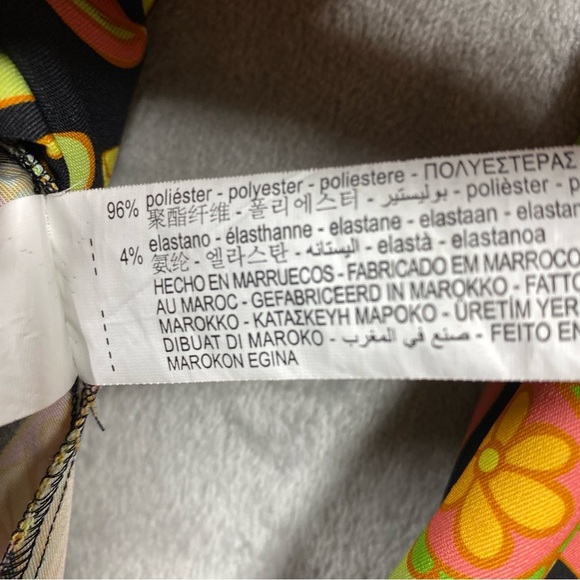 96% poliéster - polyester - poliestere - ΠΟΛΥΕΣΤΕΡΑΣ
聚酯纤维 - 폴리에스터 - بوليستير - polièster - p
4% elastano - élasthanne - elastane - elastaan - elastan
氨纶 - 엘라스탄 - اليستانه - elastà - elastanoa
HECHO EN MARRUECOS - FABRICADO EM MARROCO
AU MAROC - GEFABRICEERD IN MAROKKO - FATTO
MAROKKO - ΚΑΤΑΣΚΕΥΗ ΜΑΡΟΚΟ - ÜRETİM YER
DIBUAT DI MAROKO - صنع في المغرب - FEITO EN
MAROKON EGINA